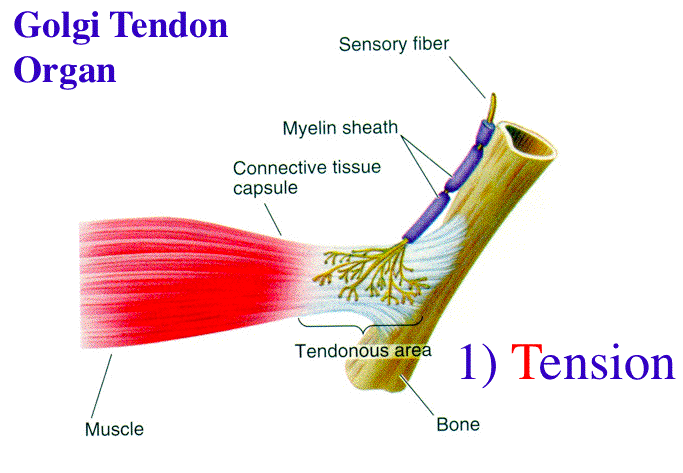 Golgi Tendon
Organ
Sensory fiber
Myelin sheath
Connective tissue
capsule
Tendonous area
1) Tension
Bone
Muscle